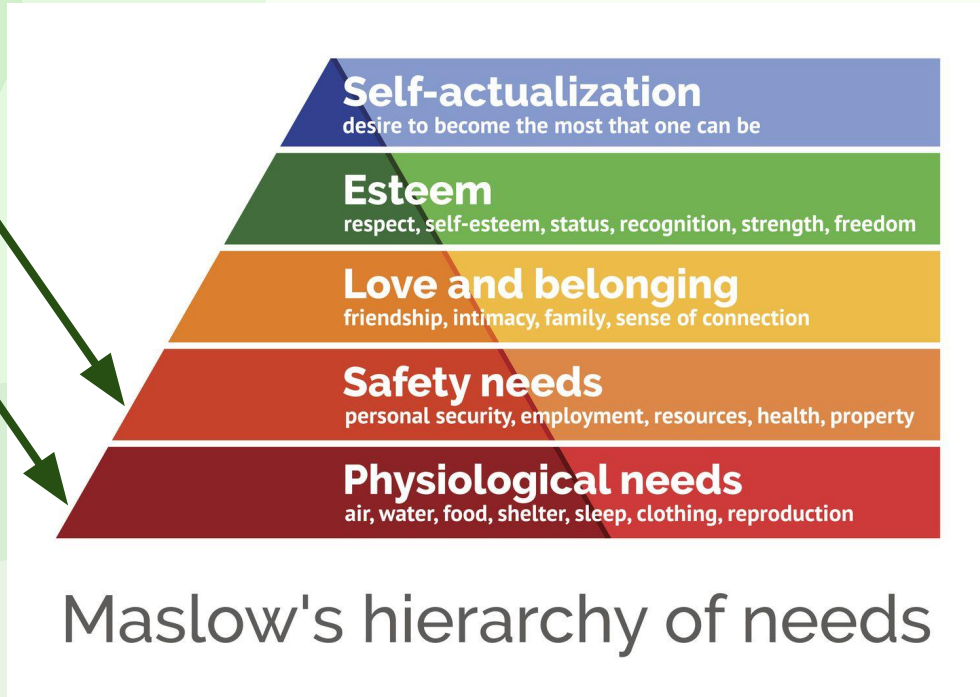 Self-actualization
desire to become the most that one can be
Esteem
respect, self-esteem, status, recognition, strength, freedom
Love and belonging
friendship, intimacy, family, sense of connection
Safety needs
personal security, employment, resources, health, property
Physiological needs
air, water, food, shelter, sleep, clothing, reproduction
Maslow's hierarchy of needs